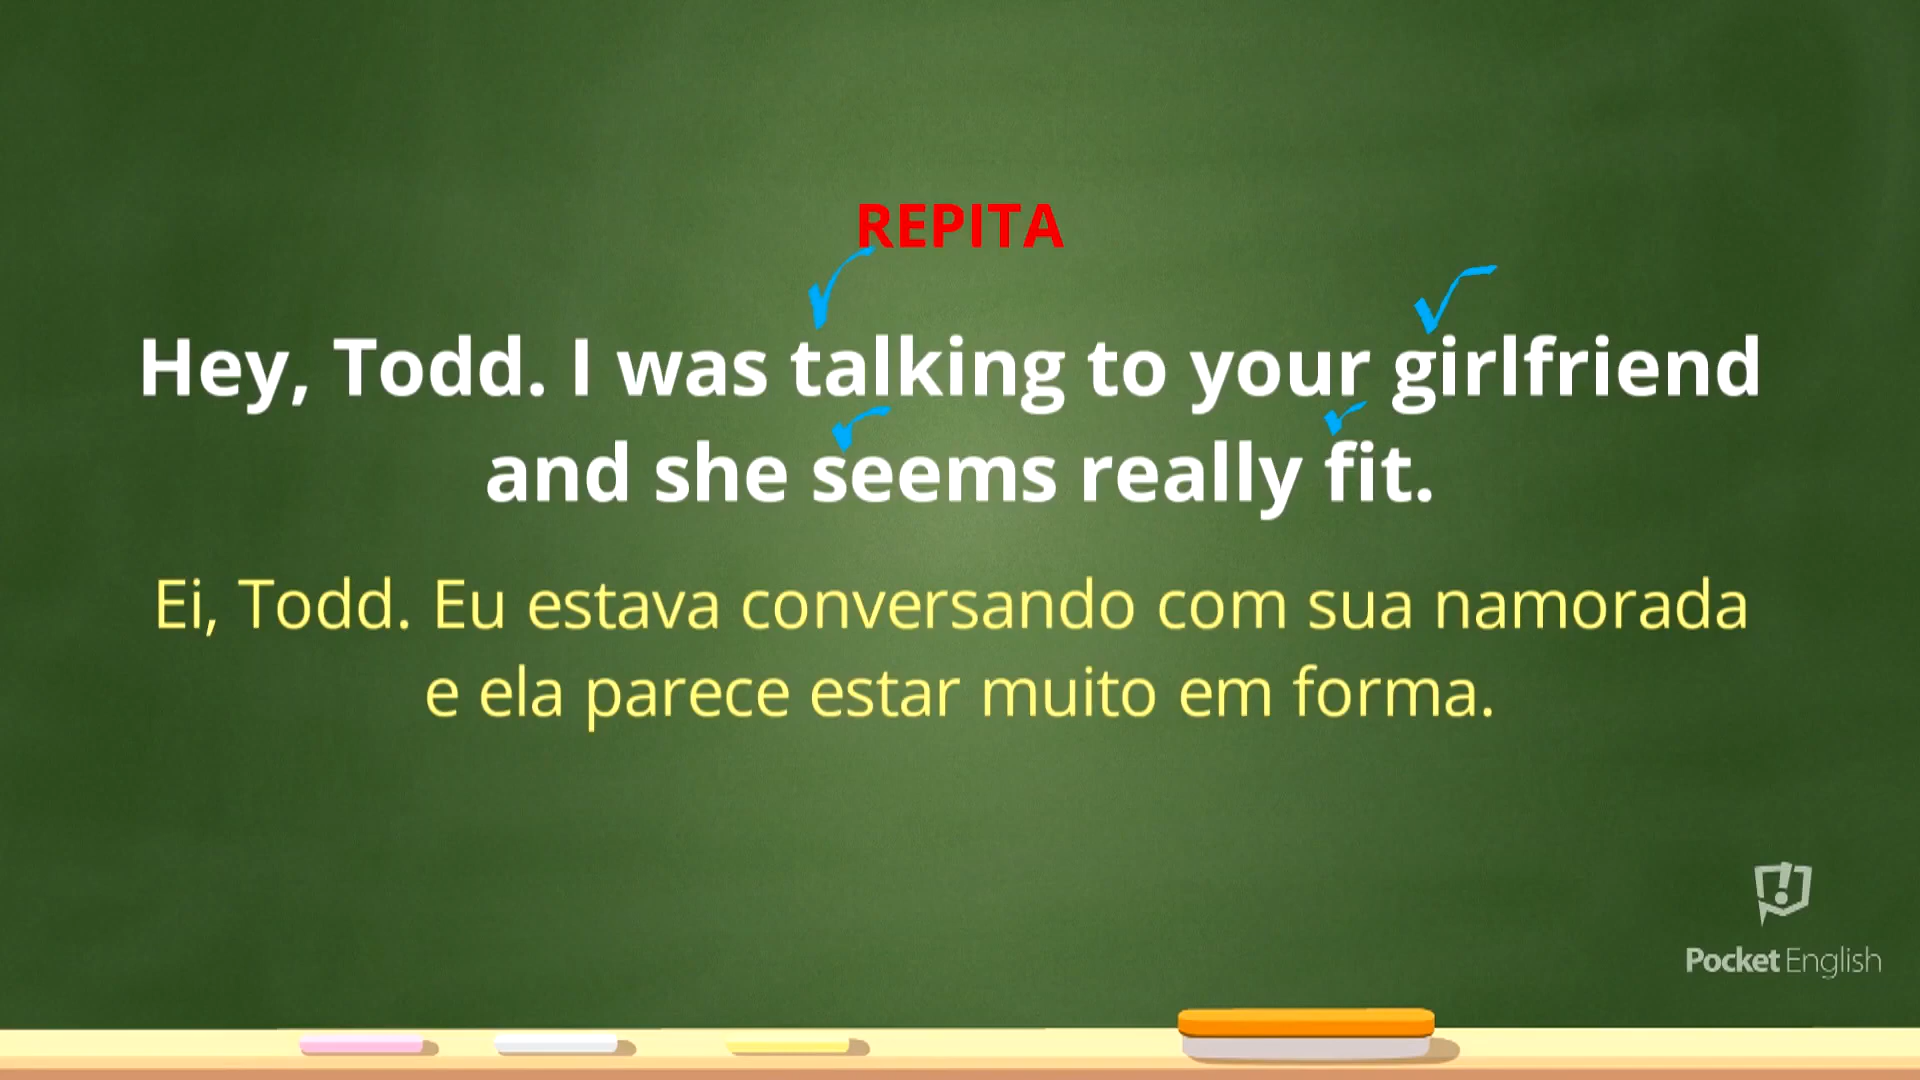 REPITA
Hey, Todd. I was talking to your girlfriend
and she seems really fit.
Ei, Todd. Eu estava conversando com sua namorada
e ela parece estar muito em forma.
Pocket English